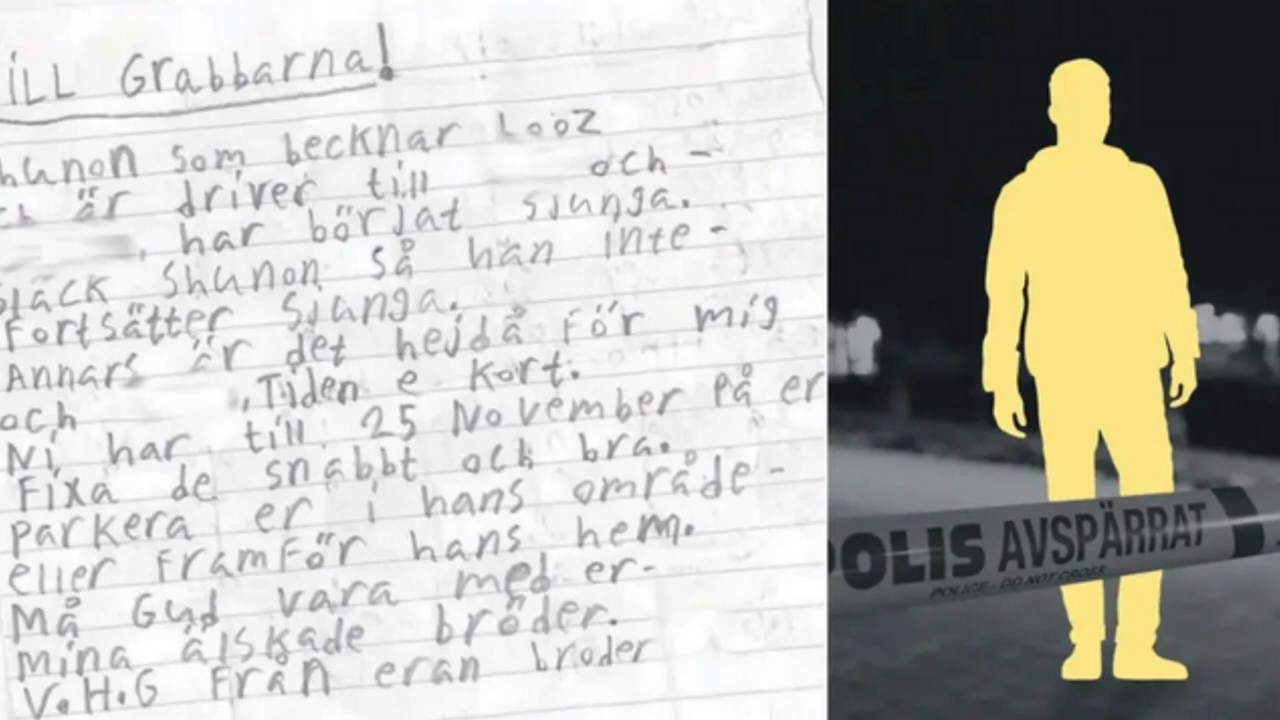 iLL Grabbarna!
hunon som becknar Looz
är driver till och -
, har börjat sjunga.
släck Shunon så han inte -
Fortsätter sjunga.
Annars är det hejdå för mig
och , Tiden e kort.
Ni har till 25 November på er
Fixa de snabbt och bra.
parkera er i hans område -
eller framför hans hem.
Må Gud vara med er-
mina älskade bröder.
V.H.G Från eran broder
POLIS AVSPÄRRAT
POLICE - DO NOT CROSS